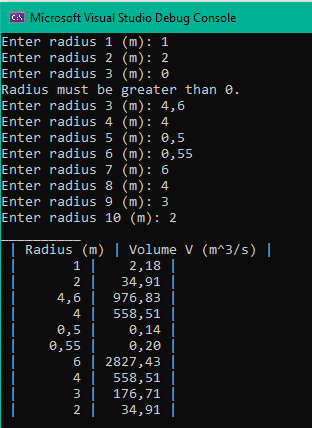 Microsoft Visual Studio Debug Console
Enter radius 1 (m): 1
Enter radius 2 (m): 2
Enter radius 3 (m): 0
Radius must be greater than 0.
Enter radius 3 (m): 4,6
Enter radius 4 (m): 4
Enter radius 5 (m): 0,5
Enter radius 6 (m): 0,55
Enter radius 7 (m): 6
Enter radius 8 (m): 4
Enter radius 9 (m): 3
Enter radius 10 (m): 2
__________
| Radius (m) | Volume V (m^3/s) |
| 1 | 2,18 |
| 2 | 34,91 |
| 4,6 | 976,83 |
| 4 | 558,51 |
| 0,5 | 0,14 |
| 0,55 | 0,20 |
| 6 | 2827,43 |
| 4 | 558,51 |
| 3 | 176,71 |
| 2 | 34,91 |